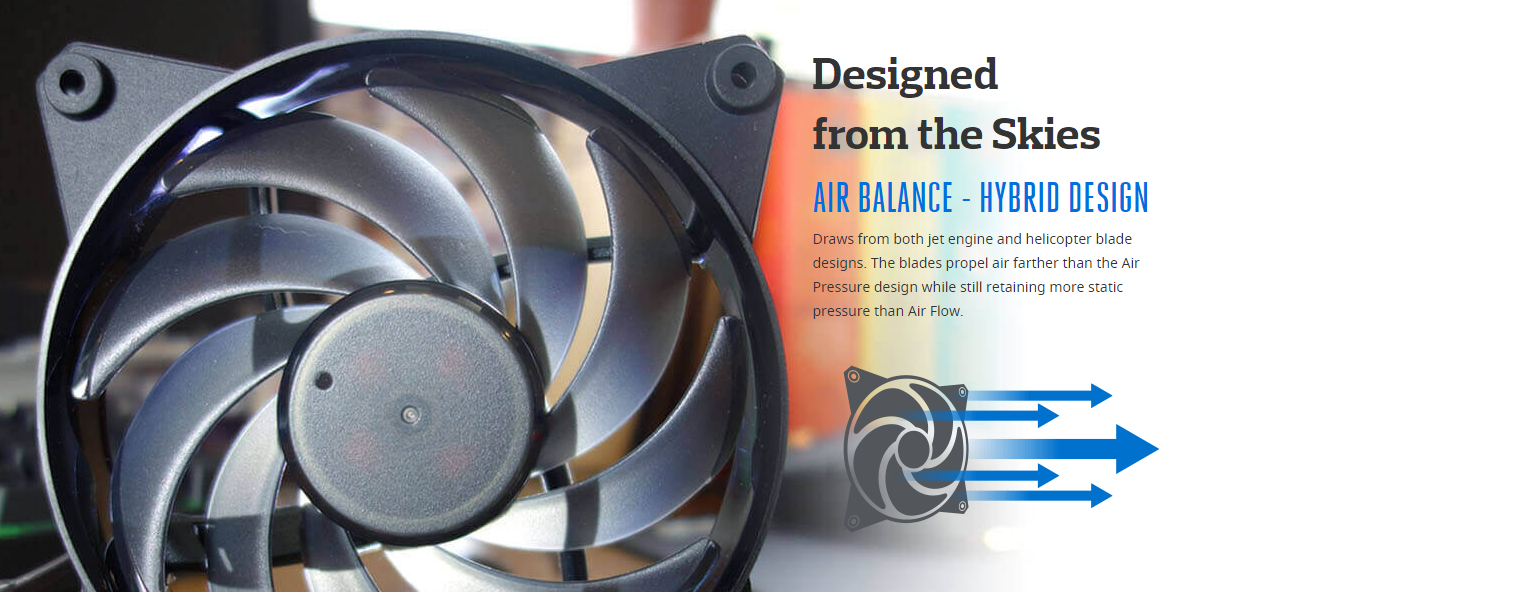 Designed
from the Skies
AIR BALANCE - HYBRID DESIGN
Draws from both jet engine and helicopter blade
designs. The blades propel air farther than the Air
Pressure design while still retaining more static
pressure than Air Flow.